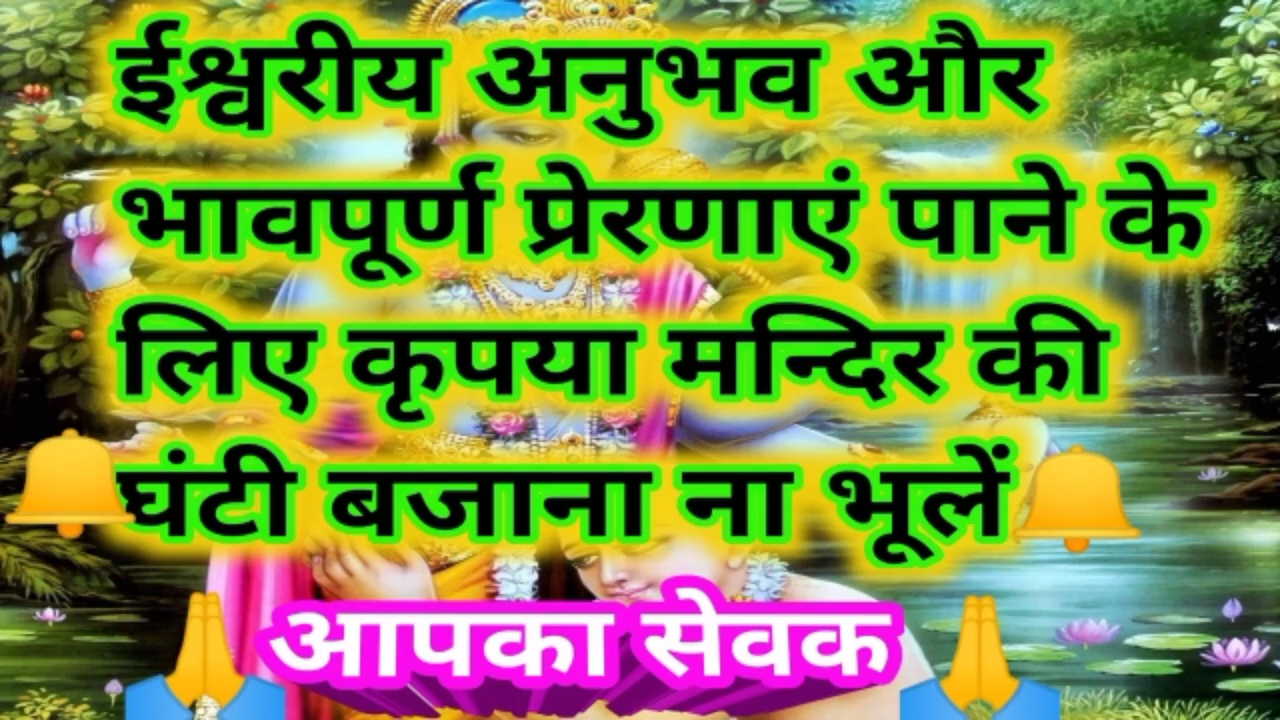 ईश्वरीय अनुभव और
भावपूर्ण प्रेरणाएं पाने के
लिए कृपया मन्दिर की
घंटी बजाना ना भूलें
आपका सेवक